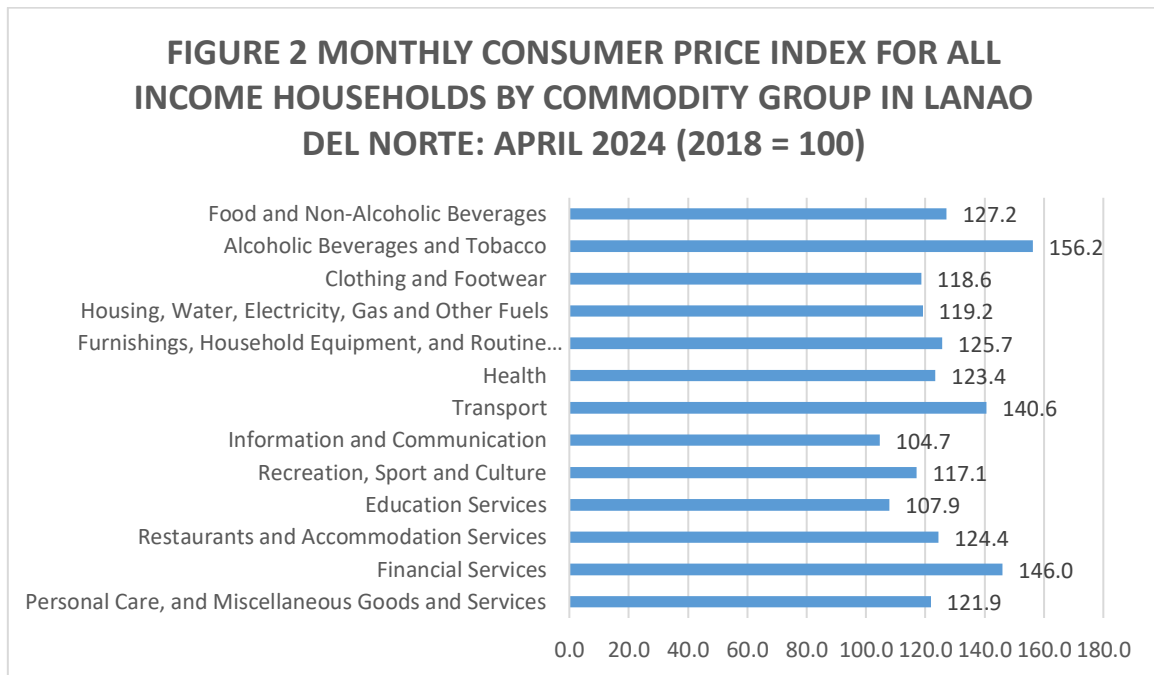 FIGURE 2 MONTHLY CONSUMER PRICE INDEX FOR ALL
INCOME HOUSEHOLDS BY COMMODITY GROUP IN LANAO
DEL NORTE: APRIL 2024 (2018 = 100)
Food and Non-Alcoholic Beverages 127.2
Alcoholic Beverages and Tobacco 156.2
Clothing and Footwear 118.6
Housing, Water, Electricity, Gas and Other Fuels 119.2
Furnishings, Household Equipment, and Routine... 125.7
Health 123.4
Transport 140.6
Information and Communication 104.7
Recreation, Sport and Culture 117.1
Education Services 107.9
Restaurants and Accommodation Services 124.4
Financial Services 146.0
Personal Care, and Miscellaneous Goods and Services 121.9
0.0 20.0 40.0 60.0 80.0 100.0 120.0 140.0 160.0 180.0